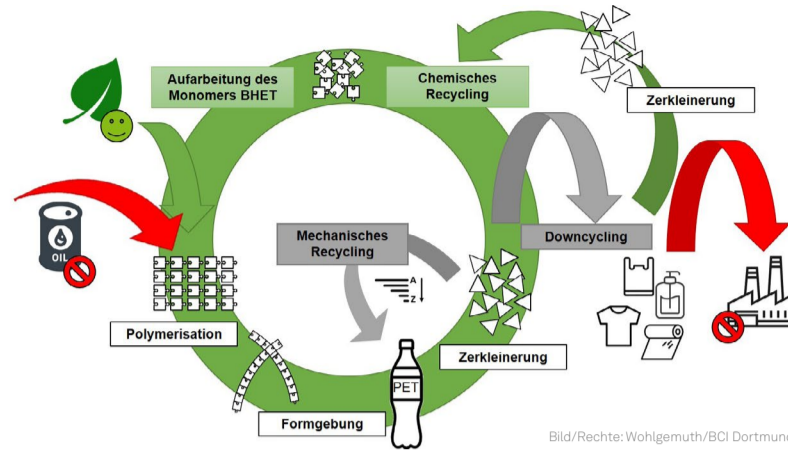 Aufarbeitung des
Monomers BHET
Chemisches
Recycling
Zerkleinerung
OIL
Mechanisches
Recycling
Downcycling
A
Z
Polymerisation
Zerkleinerung
PET
Formgebung
Bild/Rechte: Wohlgemuth/BCI Dortmund